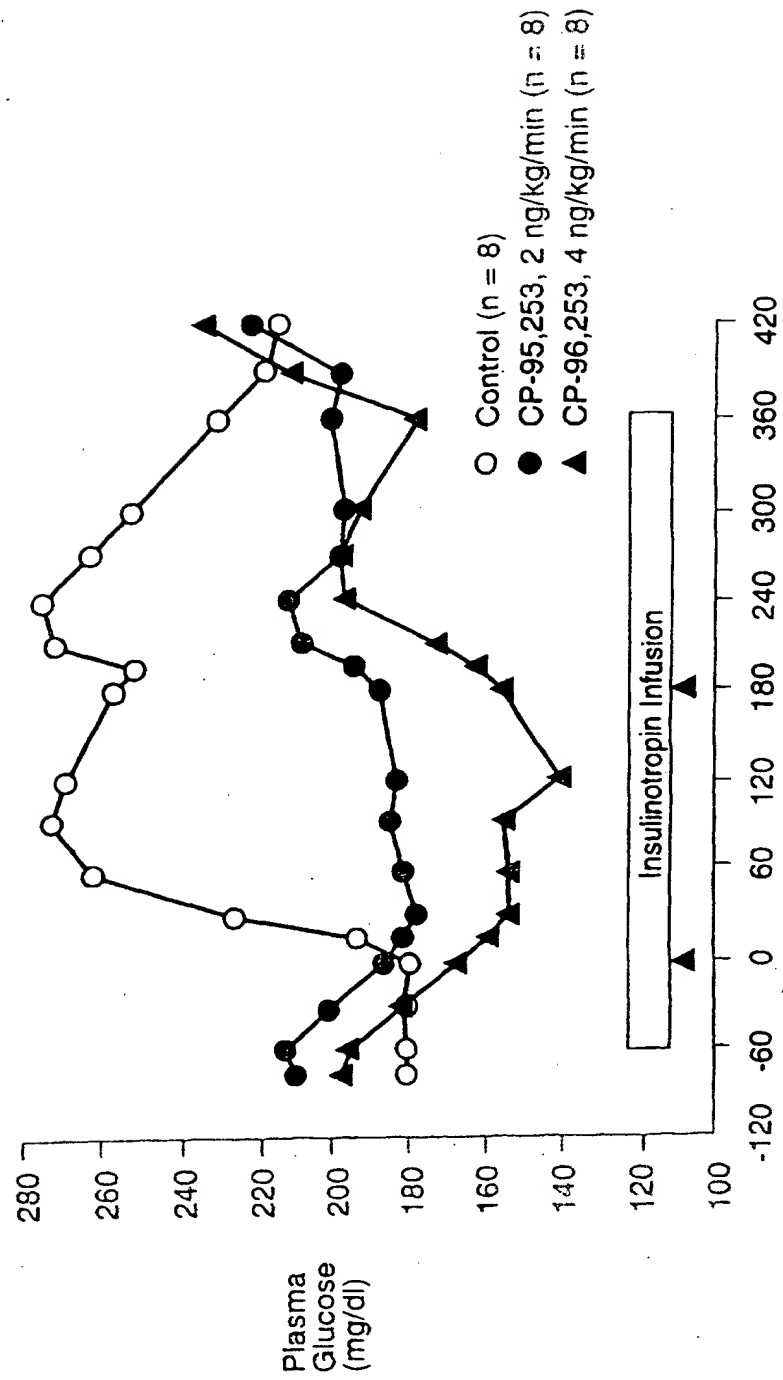 280
260
240
220
200
180
160
140
120
100
Plasma
Glucose
(mg/dl)
Control (n = 8)
CP-95,253, 2 ng/kg/min (n = 8)
CP-96,253, 4 ng/kg/min (n = 8)
Insulinotropin Infusion
-120
-60
0
60
120
180
240
300
360
420